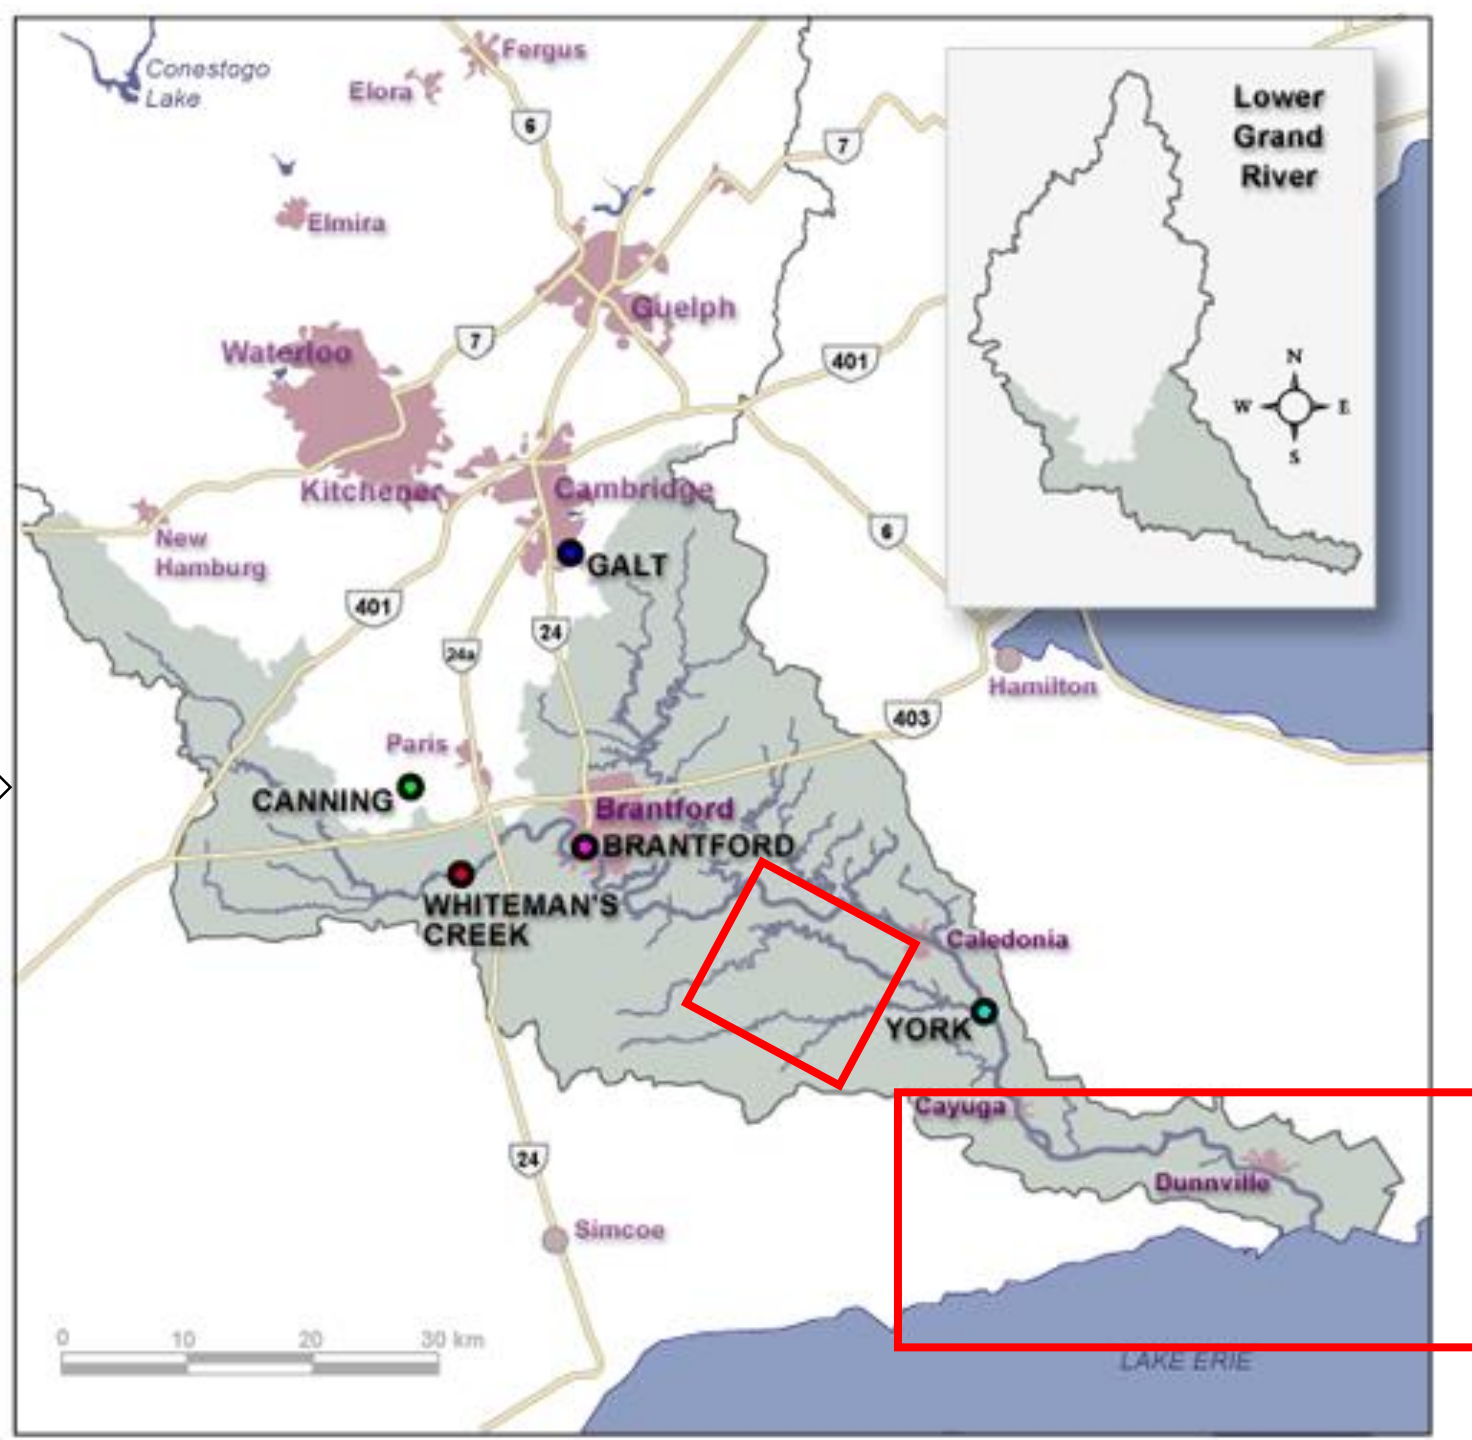 Fergus
Conestogo
Lake
Elora
6
7
Lower
Grand
River
Elmira
Guelph
7
Waterloo
401
N
W E
S
Kitchener
Cambridge
6
New
Hamburg
GALT
401
24
24a
Hamilton
403
Paris
CANNING
Brantford
BRANTFORD
WHITEMAN'S
CREEK
Caledonia
YORK
Cayuga
24
Dunnville
Simcoe
0 10 20 30 km
LAKE ERIE